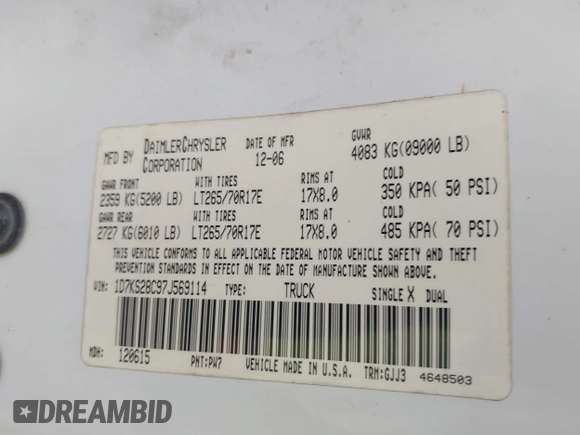 MFD BY DAIMLERCHRYSLER CORPORATION DATE OF MFR 12-06 GVWR 4083 KG(09000 LB)
GAWR FRONT WITH TIRES RIMS AT COLD
2359 KG(5200 LB) LT265/70R17E 17X8.0 350 KPA( 50 PSI)
GAWR REAR WITH TIRES RIMS AT COLD
2727 KG(6010 LB) LT265/70R17E 17X8.0 485 KPA( 70 PSI)
THIS VEHICLE CONFORMS TO ALL APPLICABLE FEDERAL MOTOR VEHICLE SAFETY AND THEFT
PREVENTION STANDARDS IN EFFECT ON THE DATE OF MANUFACTURE SHOWN ABOVE.
VIN: 1D7KS28C97J569114 TYPE: TRUCK SINGLE X DUAL
MDH: 120615 PNT:PW7 VEHICLE MADE IN U.S.A. TRM:GJJ3 4648503
DREAMBID